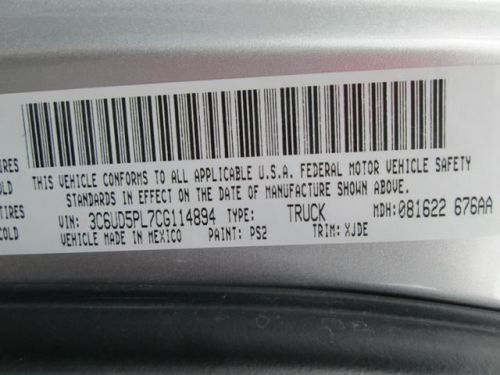 IRES
OLD
TIRES
COLD
THIS VEHICLE CONFORMS TO ALL APPLICABLE U.S.A. FEDERAL MOTOR VEHICLE SAFETY
STANDARDS IN EFFECT ON THE DATE OF MANUFACTURE SHOWN ABOVE.
VIN: 3C6UD5PL7CG114894 TYPE: TRUCK MDH:081622 676AA
VEHICLE MADE IN MEXICO PAINT: PS2 TRIM: XJDE